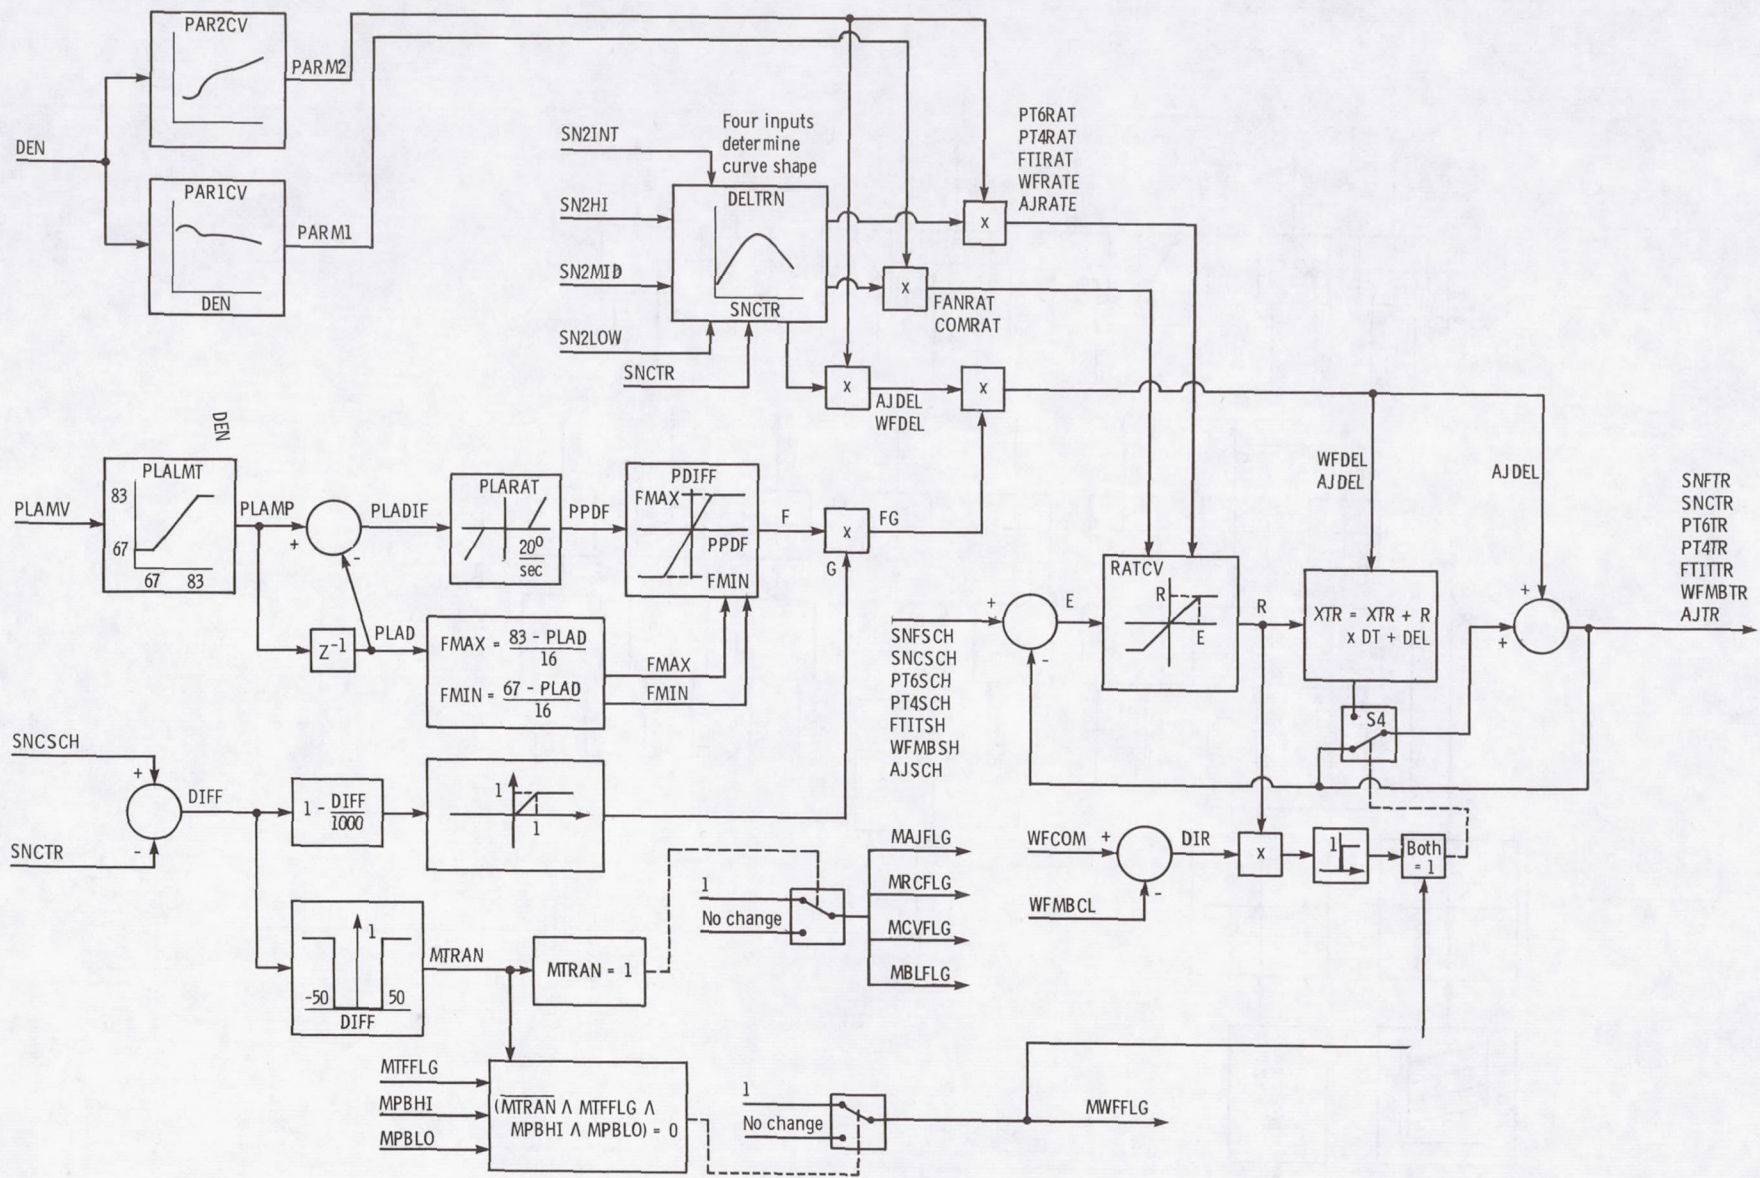 PAR2CV
PARM2
DEN
PAR1CV
PARM1
DEN
SN2INT
Four inputs
determine
curve shape
DELTRN
SN2HI
SN2MID
SNCTR
SN2LOW
SNCTR
PT6RAT
PT4RAT
FTIRAT
WFRATE
AJRATE
x
x
FANRAT
COMRAT
x
AJDEL
WFDEL
x
DEN
PLAMV
PLALMT
83
67
67 83
PLAMP
+
-
PLADIF
PLARAT
20°
sec
PPDF
PDIFF
FMAX
PPDF
FMIN
F
x
G
FG
Z-1
PLAD
FMAX = 83 - PLAD
16
FMIN = 67 - PLAD
16
FMAX
FMIN
SNCSCH
+
DIFF
SNCTR
-
1 - DIFF
1000
1
1
1
-50 50
DIFF
MTRAN
MTRAN = 1
1
No change
MAJFLG
MRCFLG
MCVFLG
MBLFLG
MTFFLG
MPBHI
MPBLO
(MTRAN Λ MTFFLG Λ
MPBHI Λ MPBLO) = 0
1
No change
MWFFLG
+
-
E
SNFSCH
SNCSCH
PT6SCH
PT4SCH
FTITSH
WFMBSH
AJSCH
RATCV
R
E
R
WFDEL
AJDEL
XTR = XTR + R
x DT + DEL
S4
AJDEL
+
+
SNFTR
SNCTR
PT6TR
PT4TR
FTITTR
WFMBTR
AJTR
WFCOM
+
DIR
WFMBCL
-
x
1
Both
= 1